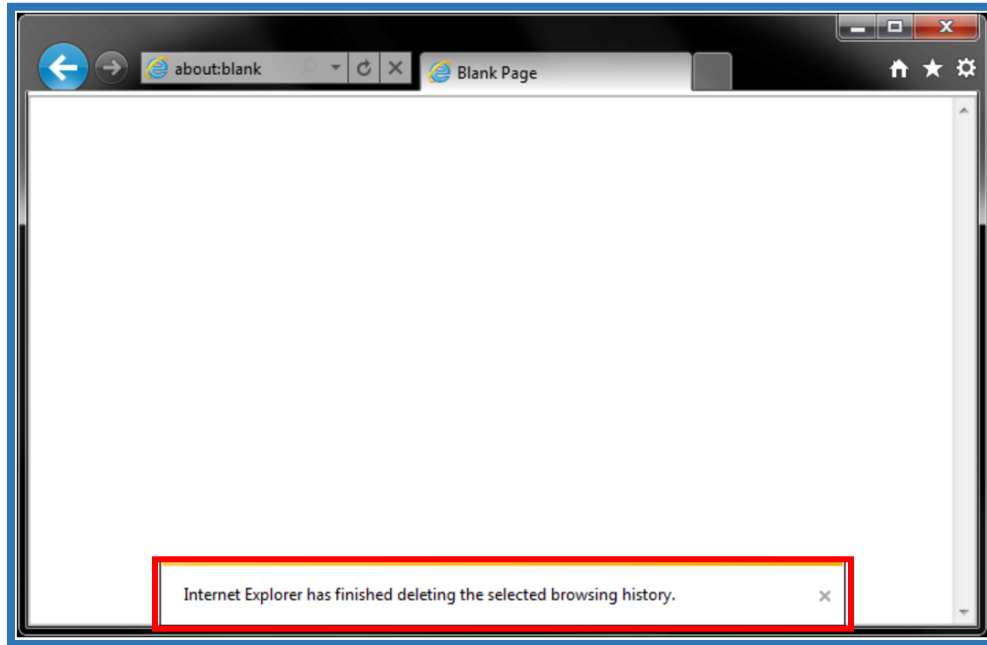 about:blank
Blank Page
Internet Explorer has finished deleting the selected browsing history.